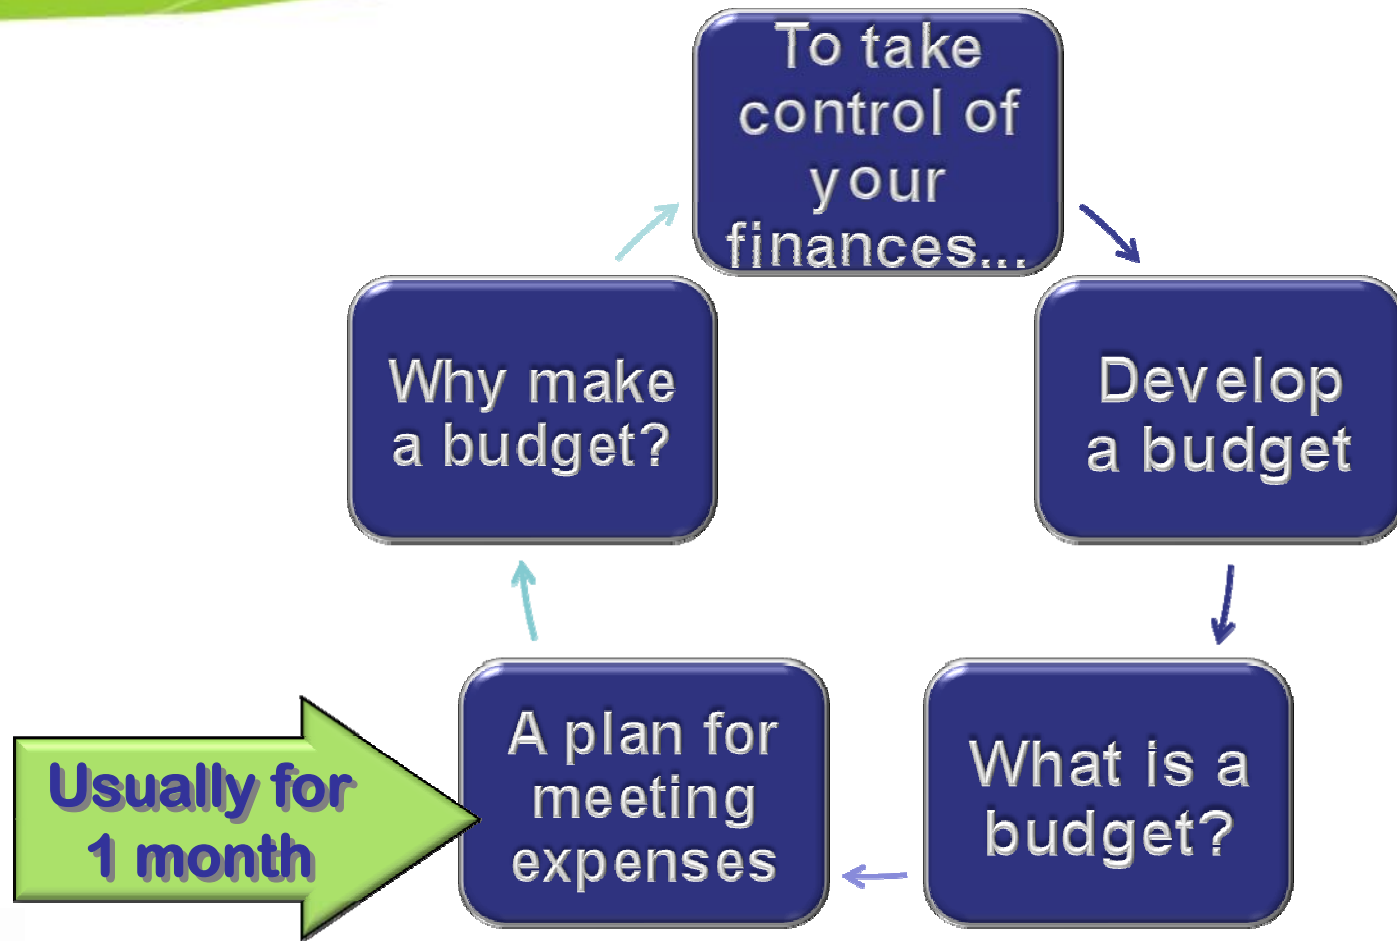 To take
control of
your
finances...
Develop
a budget
What is a
budget?
A plan for
meeting
expenses
Usually for
1 month
Why make
a budget?